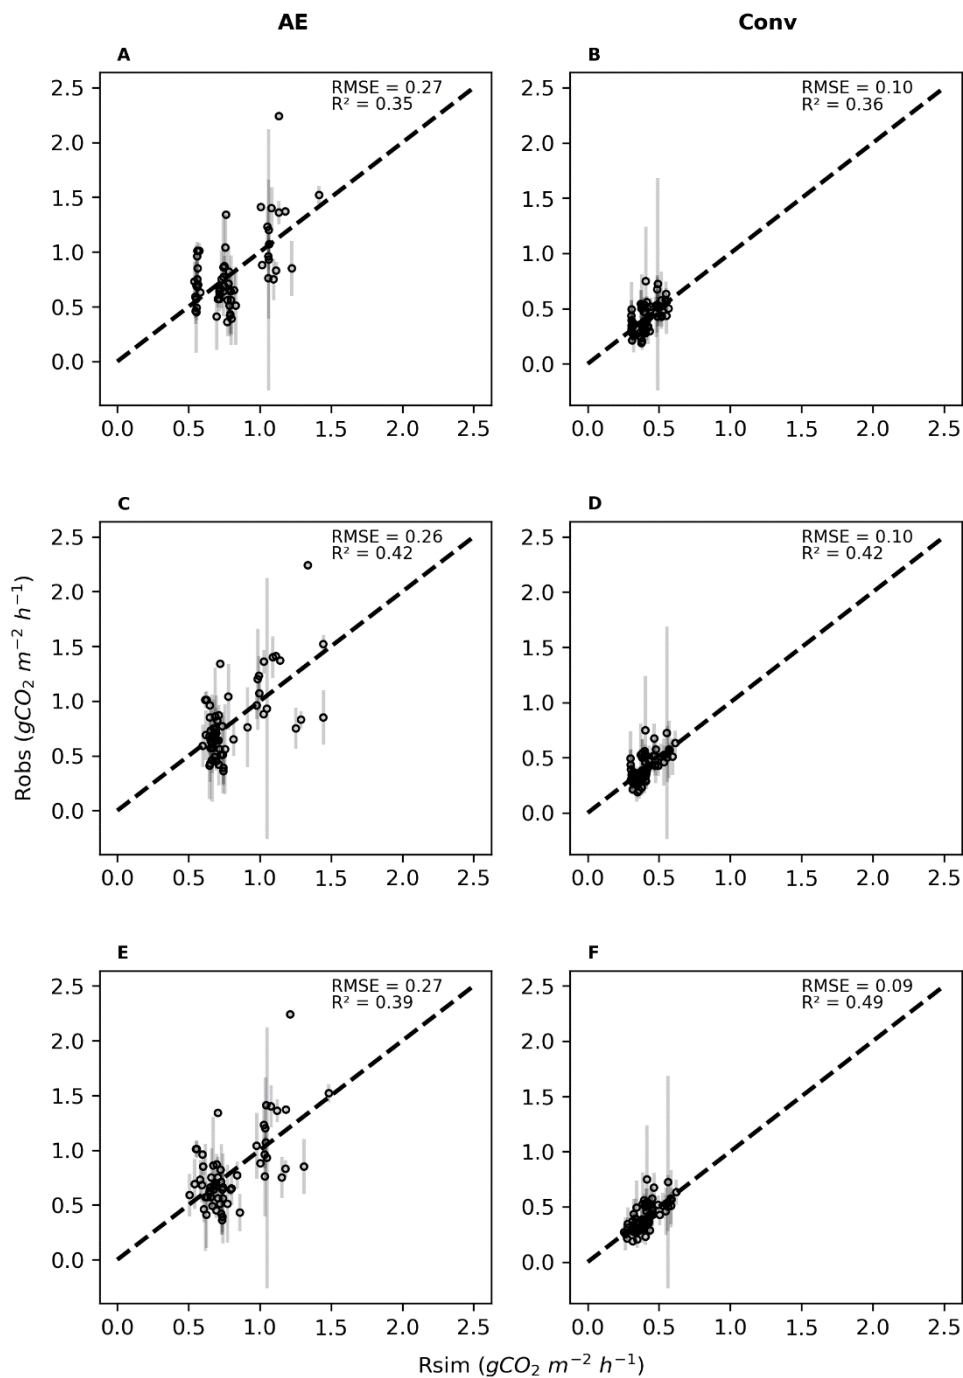 AE
Conv
A
B
RMSE = 0.27
R² = 0.35
RMSE = 0.10
R² = 0.36
2.5
2.0
1.5
1.0
0.5
0.0
2.5
2.0
1.5
1.0
0.5
0.0
0.0 0.5 1.0 1.5 2.0 2.5
0.0 0.5 1.0 1.5 2.0 2.5
C
D
RMSE = 0.26
R² = 0.42
RMSE = 0.10
R² = 0.42
Robs (gCO₂ m⁻² h⁻¹)
2.5
2.0
1.5
1.0
0.5
0.0
2.5
2.0
1.5
1.0
0.5
0.0
0.0 0.5 1.0 1.5 2.0 2.5
0.0 0.5 1.0 1.5 2.0 2.5
E
F
RMSE = 0.27
R² = 0.39
RMSE = 0.09
R² = 0.49
2.5
2.0
1.5
1.0
0.5
0.0
2.5
2.0
1.5
1.0
0.5
0.0
0.0 0.5 1.0 1.5 2.0 2.5
0.0 0.5 1.0 1.5 2.0 2.5
Rsim (gCO₂ m⁻² h⁻¹)